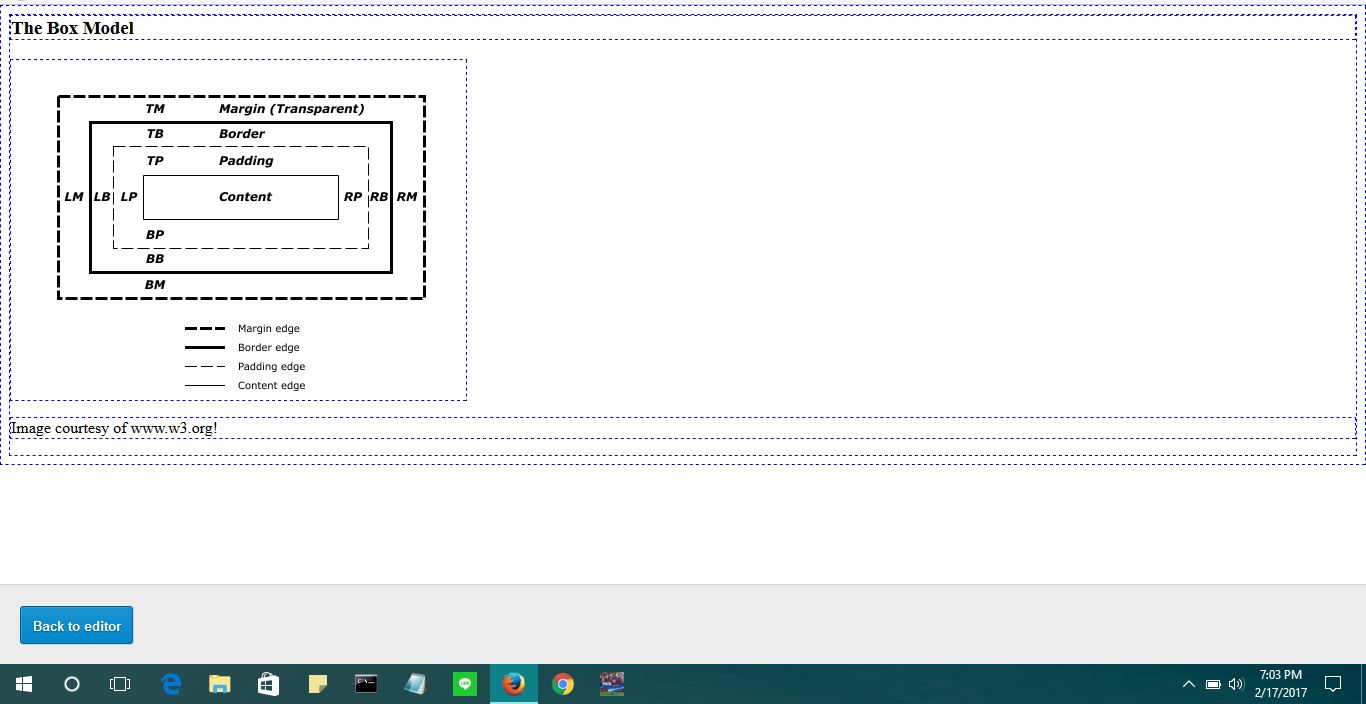 The Box Model
TM Margin (Transparent)
TB Border
TP Padding
LM LB LP Content RP RB RM
BP
BB
BM
Margin edge
Border edge
Padding edge
Content edge
Image courtesy of www.w3.org!
Back to editor
7:03 PM
2/17/2017